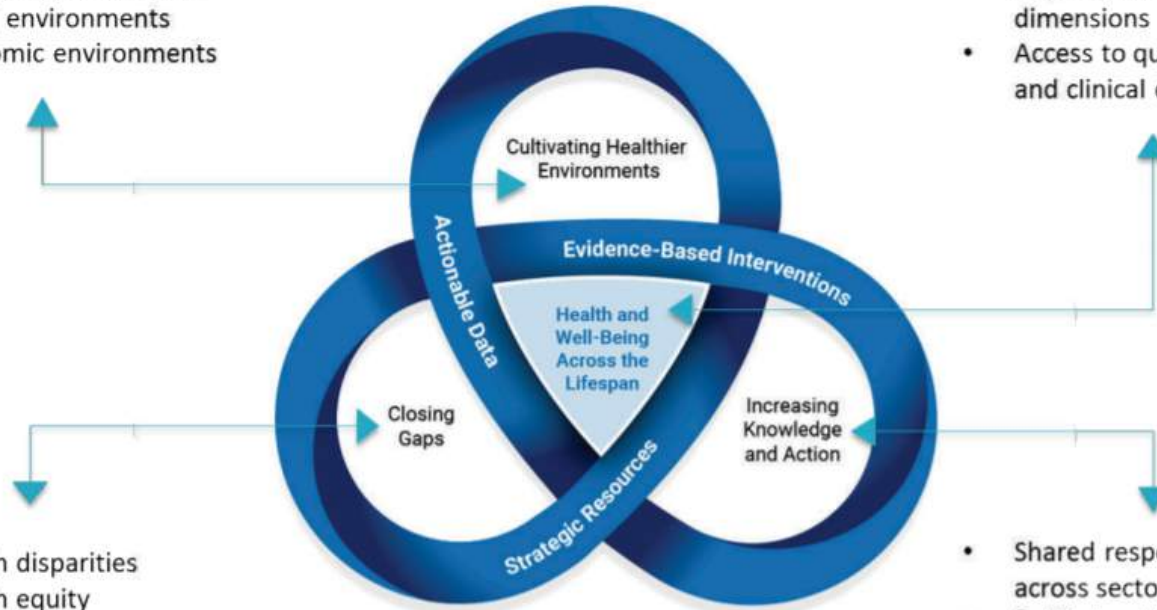 environments
omic environments
dimensions
• Access to qu
and clinical
Cultivating Healthier
Environments
Actionable Data
Evidence-Based Interventions
Health and
Well-Being
Across the
Lifespan
Closing
Gaps
Increasing
Knowledge
and Action
Strategic Resources
disparities
equity
• Shared resp
across secto